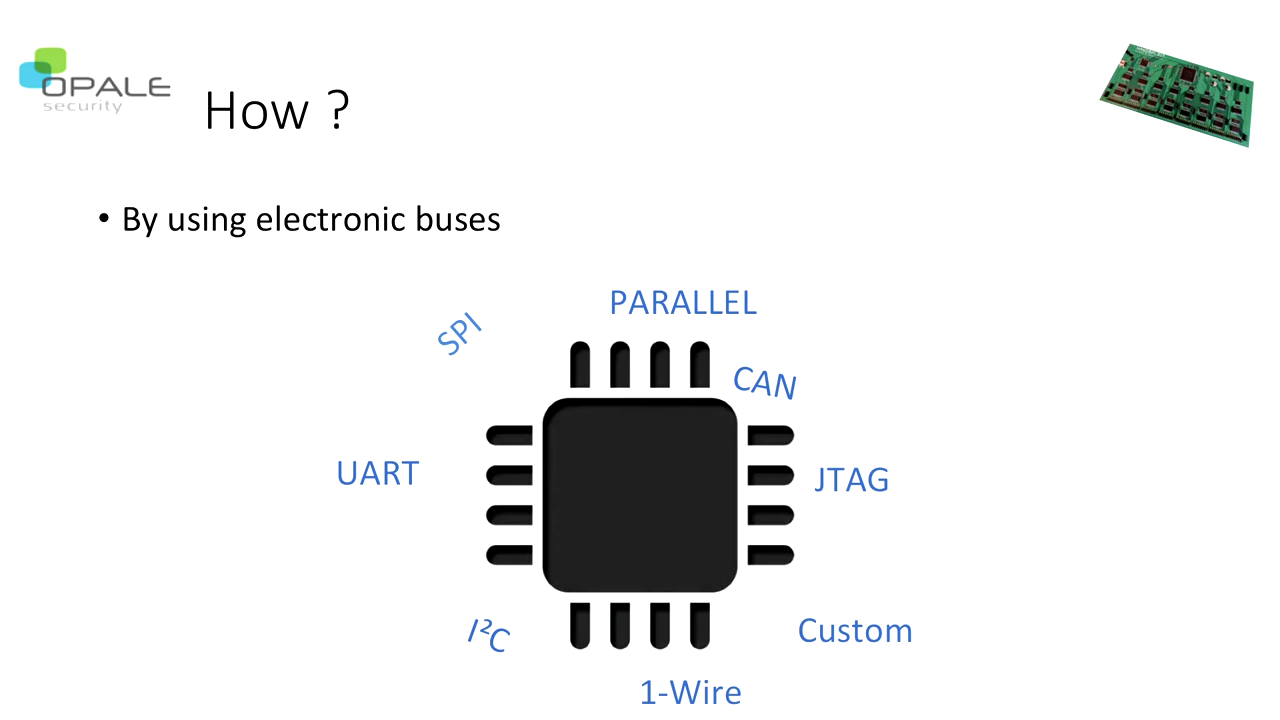 OPALE
security
How ?
• By using electronic buses
PARALLEL
SPI
CAN
UART
JTAG
I²C
Custom
1-Wire